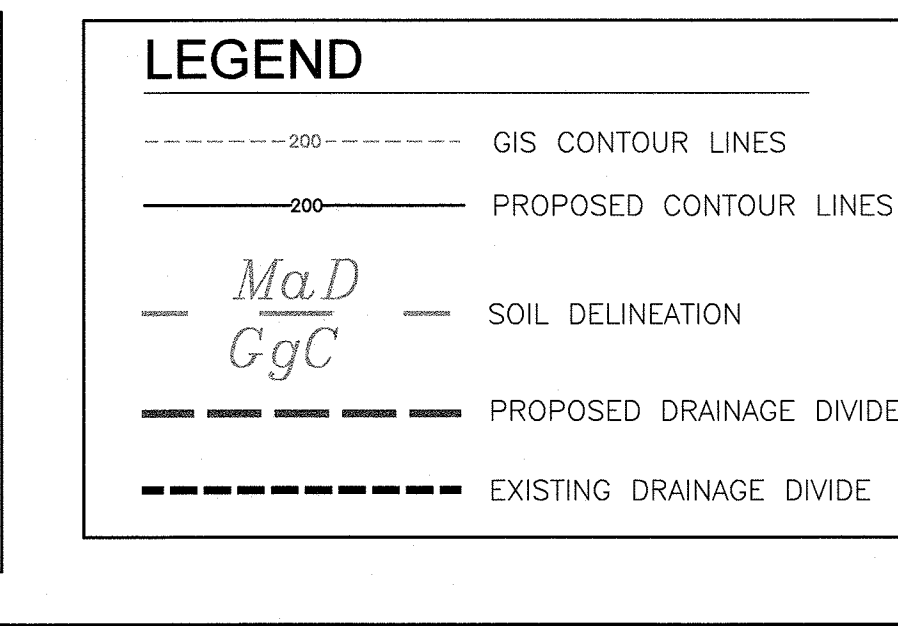 LEGEND
200 GIS CONTOUR LINES
200 PROPOSED CONTOUR LINES
MaD
SOIL DELINEATION
GgC
PROPOSED DRAINAGE DIVIDE
EXISTING DRAINAGE DIVIDE